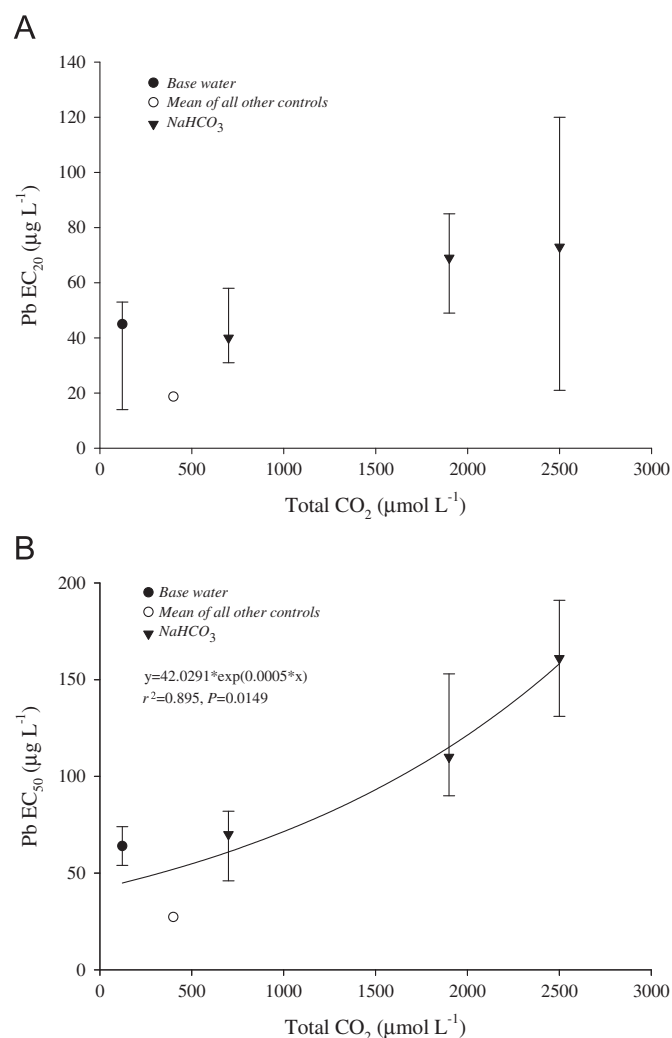 A
140
120
100
80
60
40
20
0
Pb EC₂₀ (µg L⁻¹)
● Base water
○ Mean of all other controls
▼ NaHCO₃
0 500 1000 1500 2000 2500 3000
Total CO₂ (µmol L⁻¹)
B
200
150
100
50
0
Pb EC₅₀ (µg L⁻¹)
● Base water
○ Mean of all other controls
▼ NaHCO₃
y=42.0291*exp(0.0005*x)
r²=0.895, P=0.0149
0 500 1000 1500 2000 2500 3000
Total CO₂ (µmol L⁻¹)